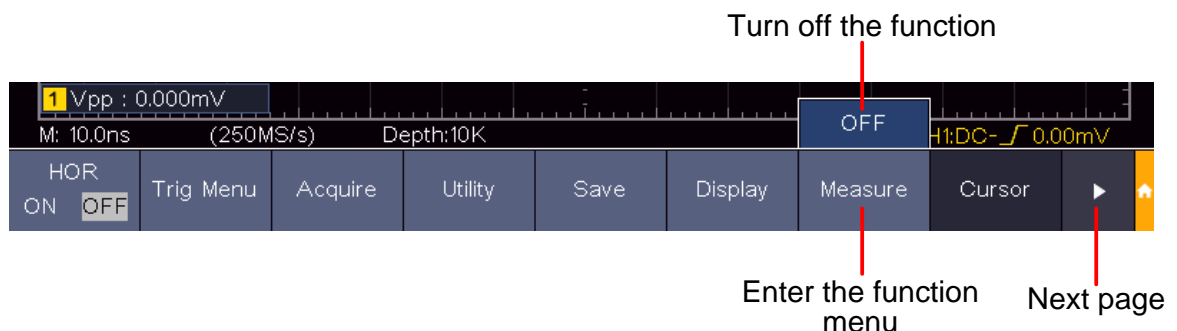 Turn off the function
1 Vpp : 0.000mV
OFF
M: 10.0ns (250MS/s) Depth:10K H1:DC- 0.00mV
HOR
ON OFF
Trig Menu
Acquire
Utility
Save
Display
Measure
Cursor
Enter the function
menu
Next page